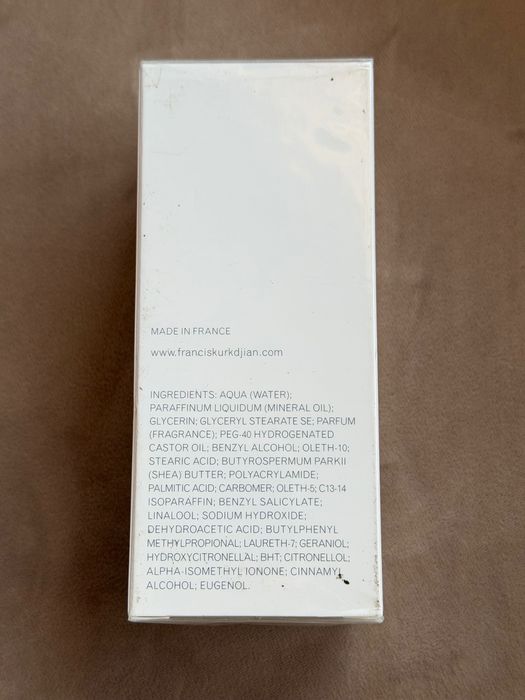 MADE IN FRANCE
www.franciskurkdjian.com
INGREDIENTS: AQUA (WATER);
PARAFFINUM LIQUIDUM (MINERAL OIL);
GLYCERIN; GLYCERYL STEARATE SE; PARFUM
(FRAGRANCE); PEG-40 HYDROGENATED
CASTOR OIL; BENZYL ALCOHOL; OLETH-10;
STEARIC ACID; BUTYROSPERMUM PARKII
(SHEA) BUTTER; POLYACRYLAMIDE;
PALMITIC ACID; CARBOMER; OLETH-5; C13-14
ISOPARAFFIN; BENZYL SALICYLATE;
LINALOOL; SODIUM HYDROXIDE;
DEHYDROACETIC ACID; BUTYLPHENYL
METHYLPROPIONAL; LAURETH-7; GERANIOL;
HYDROXYCITRONELLAL; BHT; CITRONELLOL;
ALPHA-ISOMETHYL IONONE; CINNAMYL
ALCOHOL; EUGENOL.